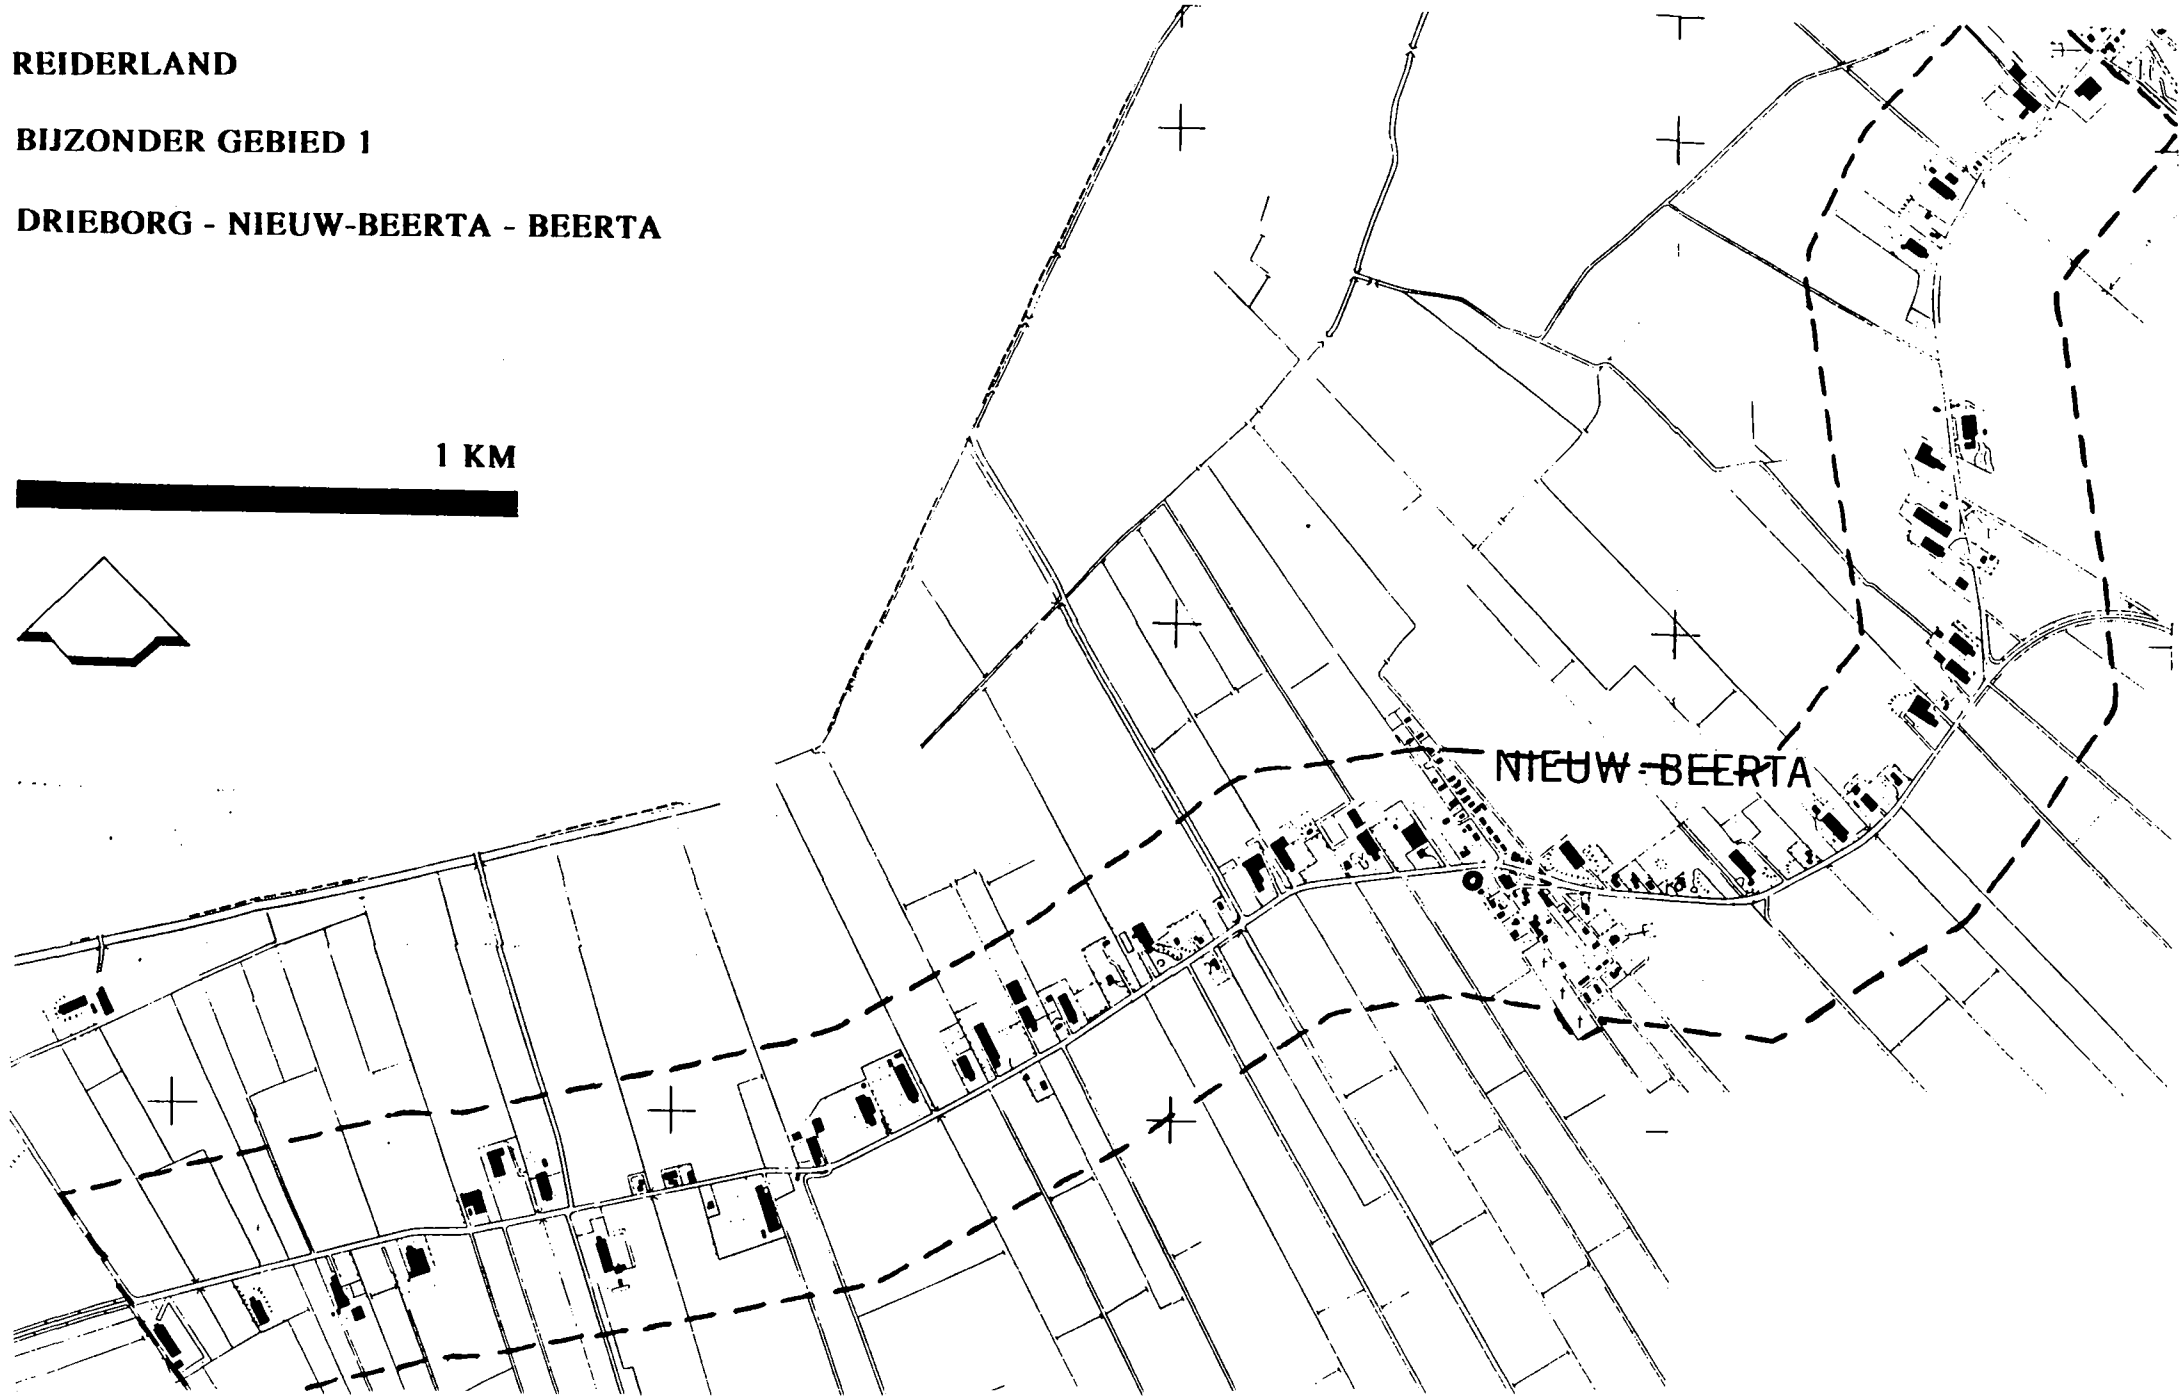 REIDERLAND
BIJZONDER GEBIED 1
DRIEBORG - NIEUW-BEERTA - BEERTA
1 KM
NIEUW-BEERTA